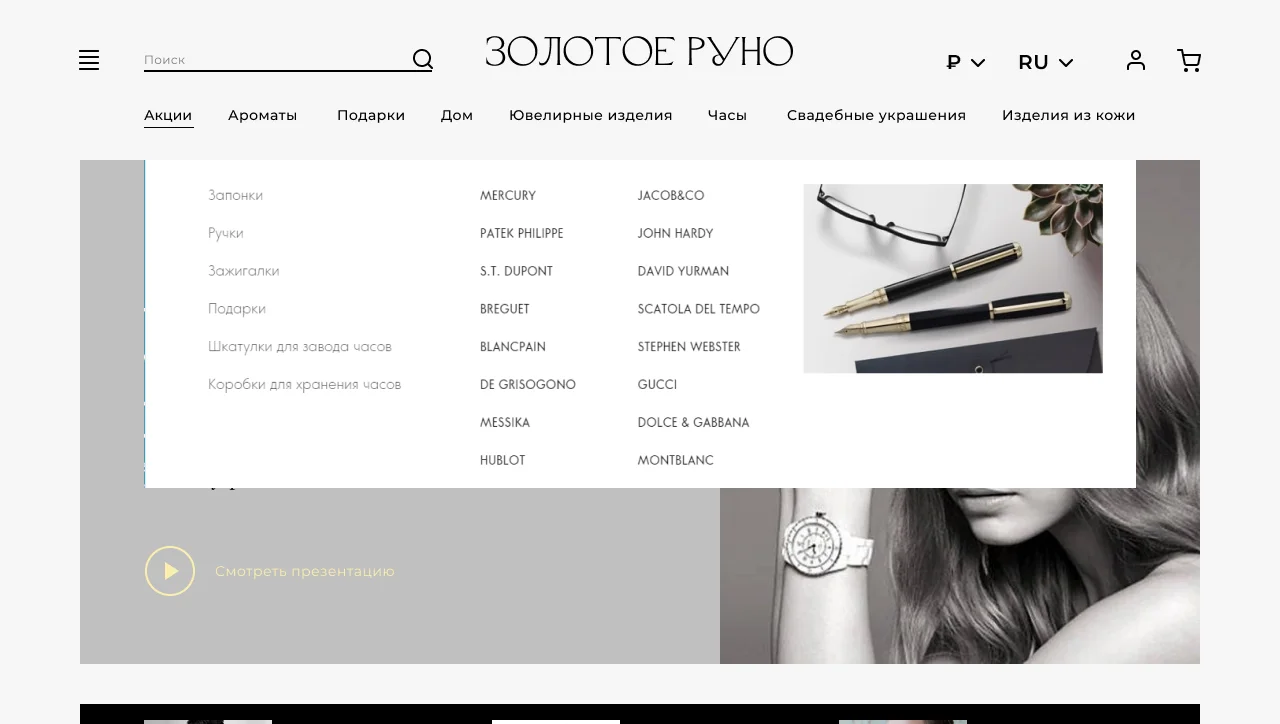 Поиск
ЗОЛОТОЕ РУНО
₽
RU
Акции
Ароматы
Подарки
Дом
Ювелирные изделия
Часы
Свадебные украшения
Изделия из кожи
Запонки
Ручки
Зажигалки
Подарки
Шкатулки для завода часов
Коробки для хранения часов
MERCURY
PATEK PHILIPPE
S.T. DUPONT
BREGUET
BLANCPAIN
DE GRISOGONO
MESSIKA
HUBLOT
JACOB&CO
JOHN HARDY
DAVID YURMAN
SCATOLA DEL TEMPO
STEPHEN WEBSTER
GUCCI
DOLCE & GABBANA
MONTBLANC
Смотреть презентацию